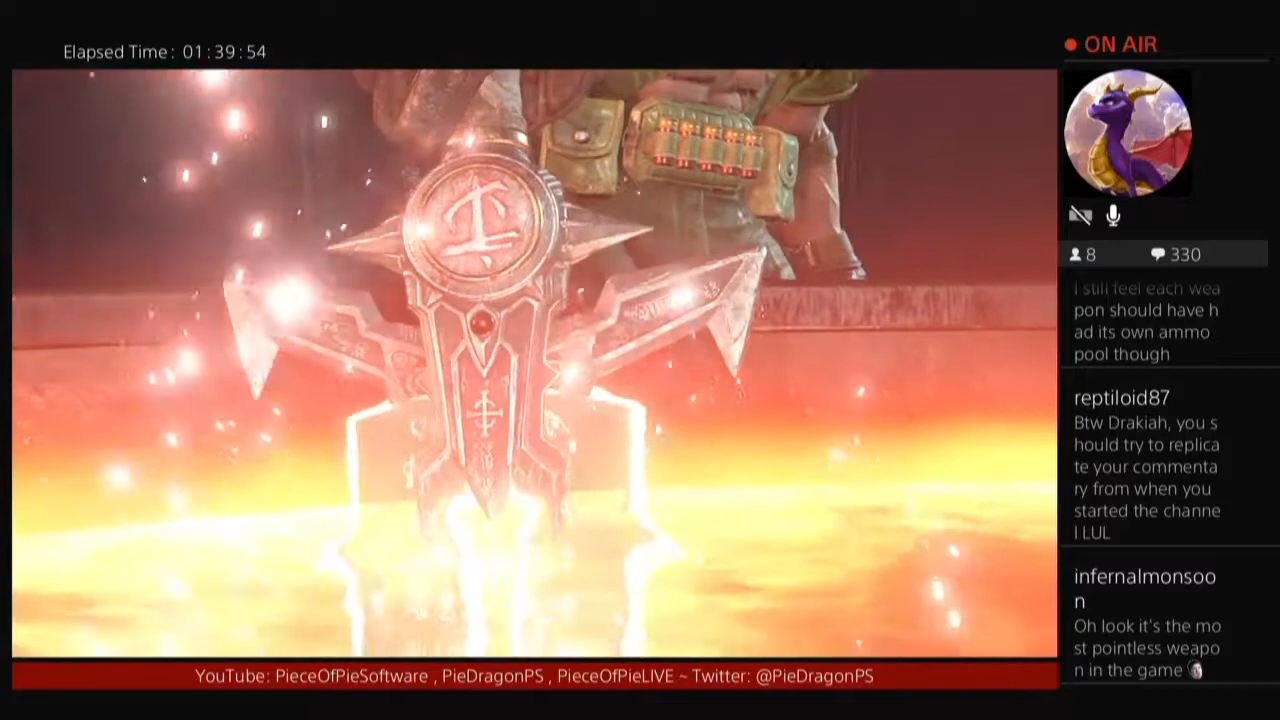 Elapsed Time: 01:39:54
ON AIR
8 330
I still feel each wea
pon should have h
ad its own ammo
pool though
reptiloid87
Btw Drakiah, you s
hould try to replica
te your commenta
ry from when you
started the channe
l LUL
infernalmonsoo
n
Oh look it's the mo
st pointless weapo
n in the game
YouTube: PieceOfPieSoftware , PieDragonPS , PieceOfPieLIVE ~ Twitter: @PieDragonPS